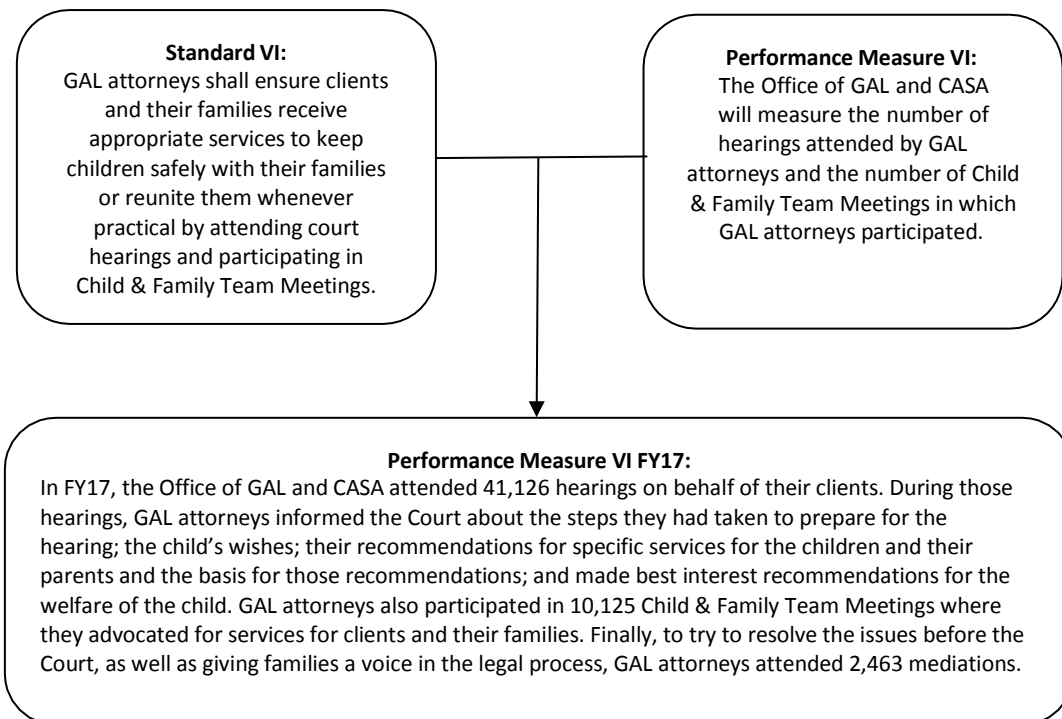 Standard VI:
GAL attorneys shall ensure clients
and their families receive
appropriate services to keep
children safely with their families
or reunite them whenever
practical by attending court
hearings and participating in
Child & Family Team Meetings.
Performance Measure VI:
The Office of GAL and CASA
will measure the number of
hearings attended by GAL
attorneys and the number of Child
& Family Team Meetings in which
GAL attorneys participated.
Performance Measure VI FY17:
In FY17, the Office of GAL and CASA attended 41,126 hearings on behalf of their clients. During those
hearings, GAL attorneys informed the Court about the steps they had taken to prepare for the
hearing; the child’s wishes; their recommendations for specific services for the children and their
parents and the basis for those recommendations; and made best interest recommendations for the
welfare of the child. GAL attorneys also participated in 10,125 Child & Family Team Meetings where
they advocated for services for clients and their families. Finally, to try to resolve the issues before the
Court, as well as giving families a voice in the legal process, GAL attorneys attended 2,463 mediations.